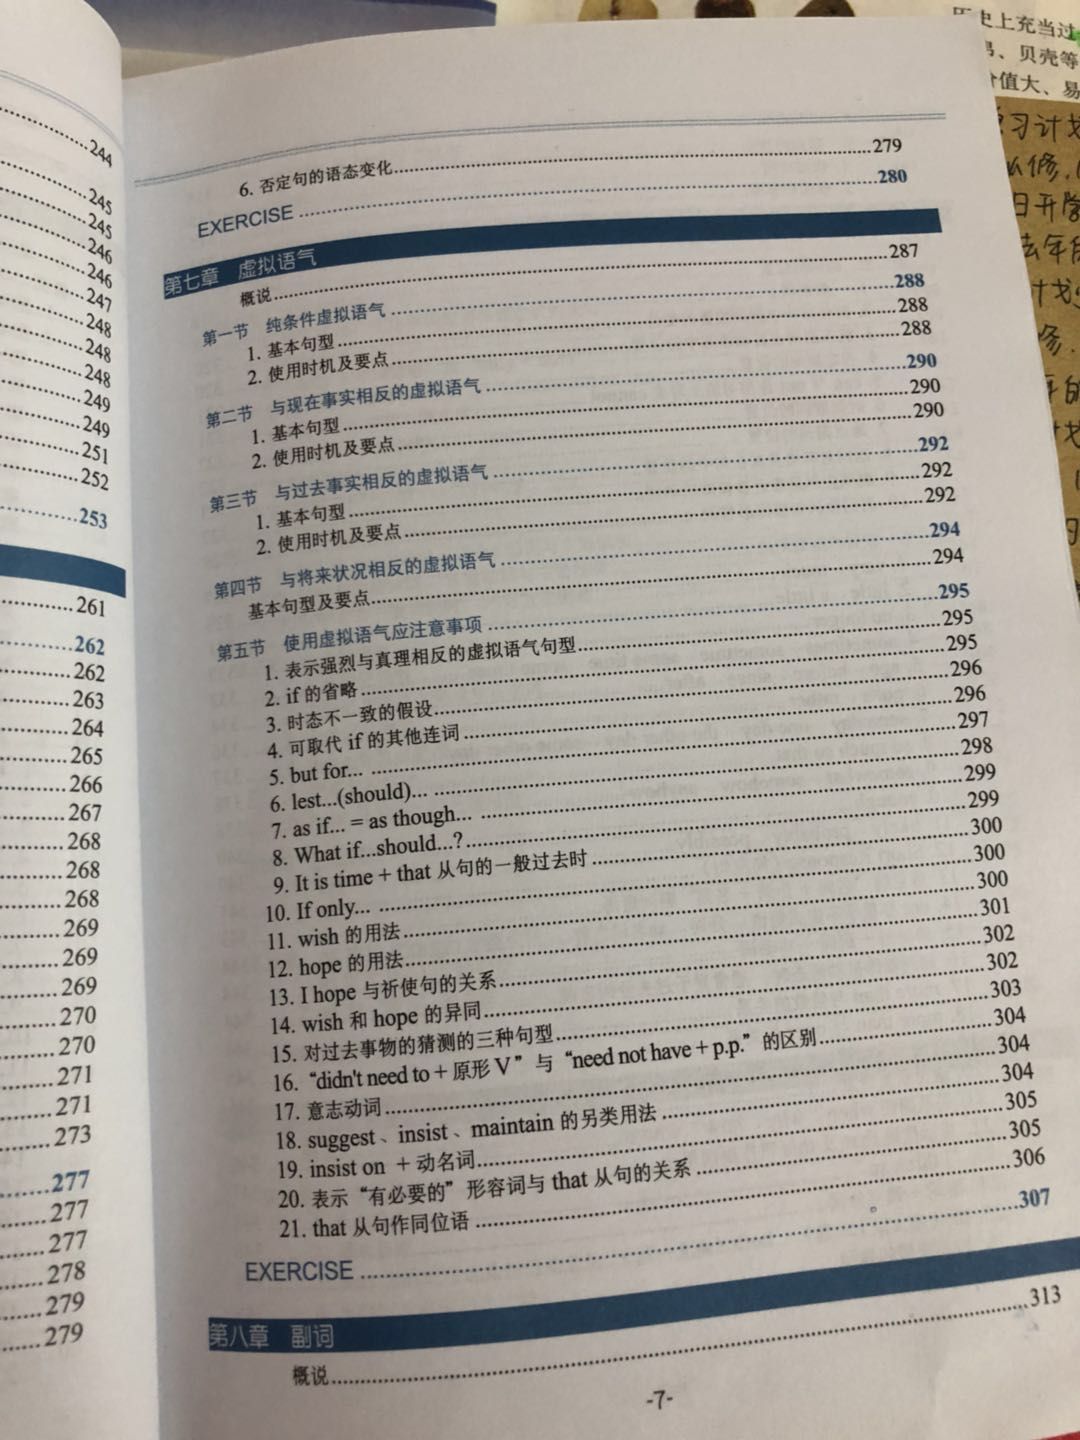 244
245
245
246
246
247
248
248
248
249
249
251
252
253
261
262
262
263
264
265
266
267
268
268
268
269
269
269
270
270
271
271
273
277
277
277
278
279
279
6. 否定句的语态变化 279
EXERCISE 280
第七章 虚拟语气
概说 287
第一节 纯条件虚拟语气 288
1. 基本句型 288
2. 使用时机及要点 288
第二节 与现在事实相反的虚拟语气 290
1. 基本句型 290
2. 使用时机及要点 290
第三节 与过去事实相反的虚拟语气 292
1. 基本句型 292
2. 使用时机及要点 292
第四节 与将来状况相反的虚拟语气 294
基本句型及要点 294
第五节 使用虚拟语气应注意事项 295
1. 表示强烈与真理相反的虚拟语气句型 295
2. if 的省略 295
3. 时态不一致的假设 296
4. 可取代 if 的其他连词 296
5. but for... 297
6. lest...(should)... 298
7. as if... = as though... 299
8. What if...should...? 299
9. It is time + that 从句的一般过去时 300
10. If only... 300
11. wish 的用法 300
12. hope 的用法 301
13. I hope 与祈使句的关系 302
14. wish 和 hope 的异同 302
15. 对过去事物的猜测的三种句型 303
16. “didn't need to + 原形 V” 与 “need not have + p.p.” 的区别 304
17. 意志动词 304
18. suggest、insist、maintain 的另类用法 304
19. insist on + 动名词 305
20. 表示“有必要的”形容词与 that 从句的关系 305
21. that 从句作同位语 306
EXERCISE 307
第八章 副词
概说 313
-7-
历史上充当过
、贝壳等
价值大、易
习计划
修
日开学
去年的
计划
修